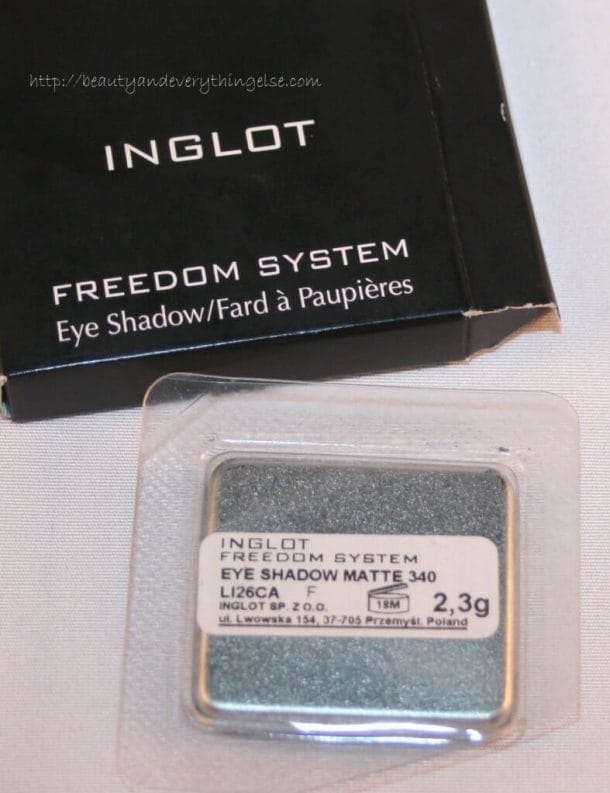 http://beautyandeverythingelse.com
INGLOT
FREEDOM SYSTEM
Eye Shadow/Fard à Paupières
INGLOT
FREEDOM SYSTEM
EYE SHADOW MATTE 340
LI26CA F 18M 2,3g
INGLOT SP. Z O.O.
ul. Lwowska 154, 37-705 Przemyśl. Poland